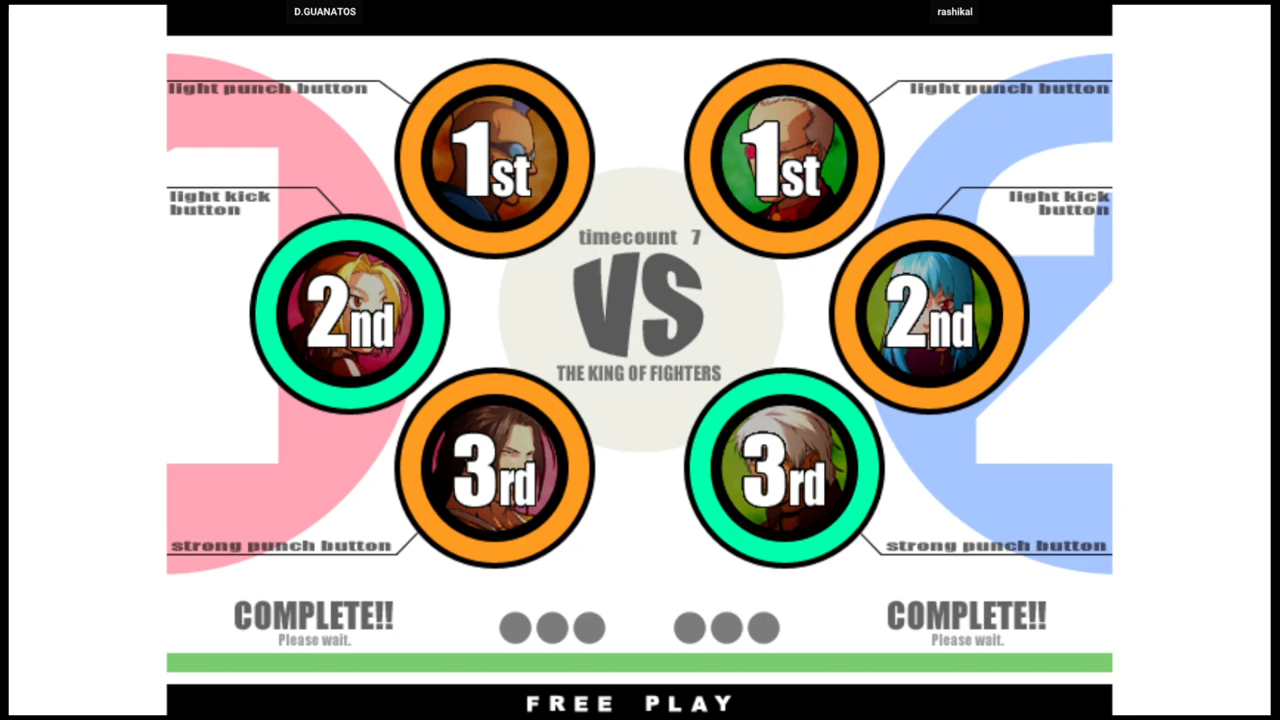 D.GUANATOS
rashikal
light punch button
light punch button
1st
1st
light kick
button
light kick
button
timecount 7
VS
THE KING OF FIGHTERS
2nd
2nd
3rd
3rd
strong punch button
strong punch button
COMPLETE!!
Please wait.
COMPLETE!!
Please wait.
FREE PLAY